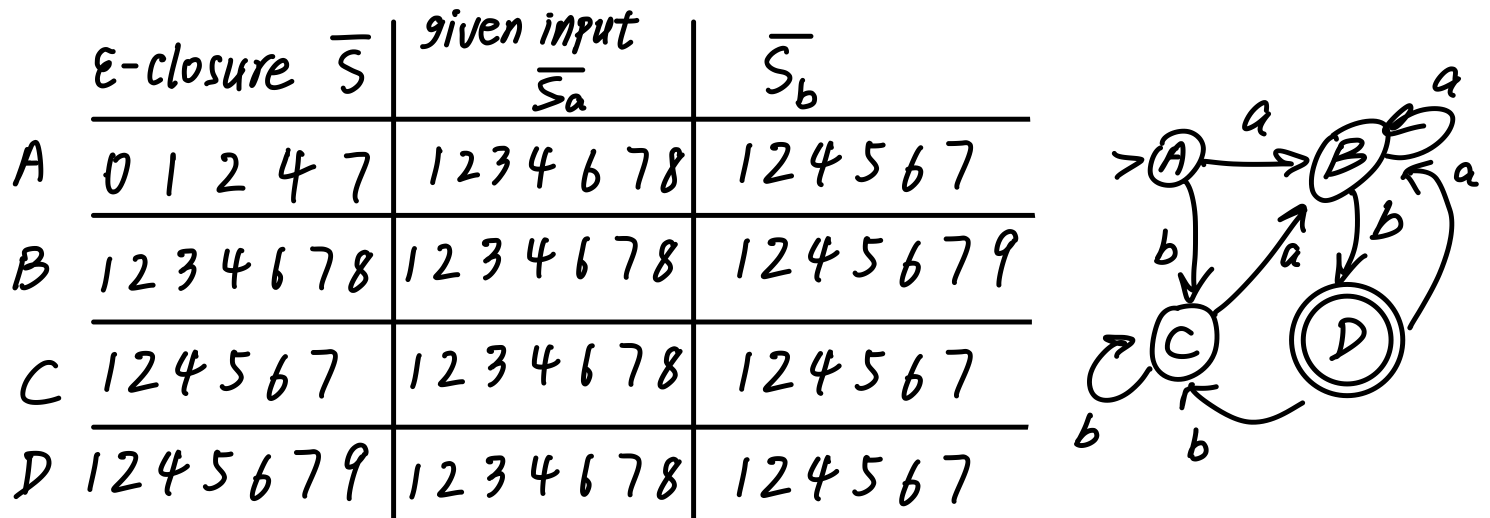 ε-closure S̅ given input S̅a S̅b
A 0 1 2 4 7 1 2 3 4 6 7 8 1 2 4 5 6 7
B 1 2 3 4 6 7 8 1 2 3 4 6 7 8 1 2 4 5 6 7 9
C 1 2 4 5 6 7 1 2 3 4 6 7 8 1 2 4 5 6 7
D 1 2 4 5 6 7 9 1 2 3 4 6 7 8 1 2 4 5 6 7
a
a
A
B
a
b
a
b
C
D
b
b